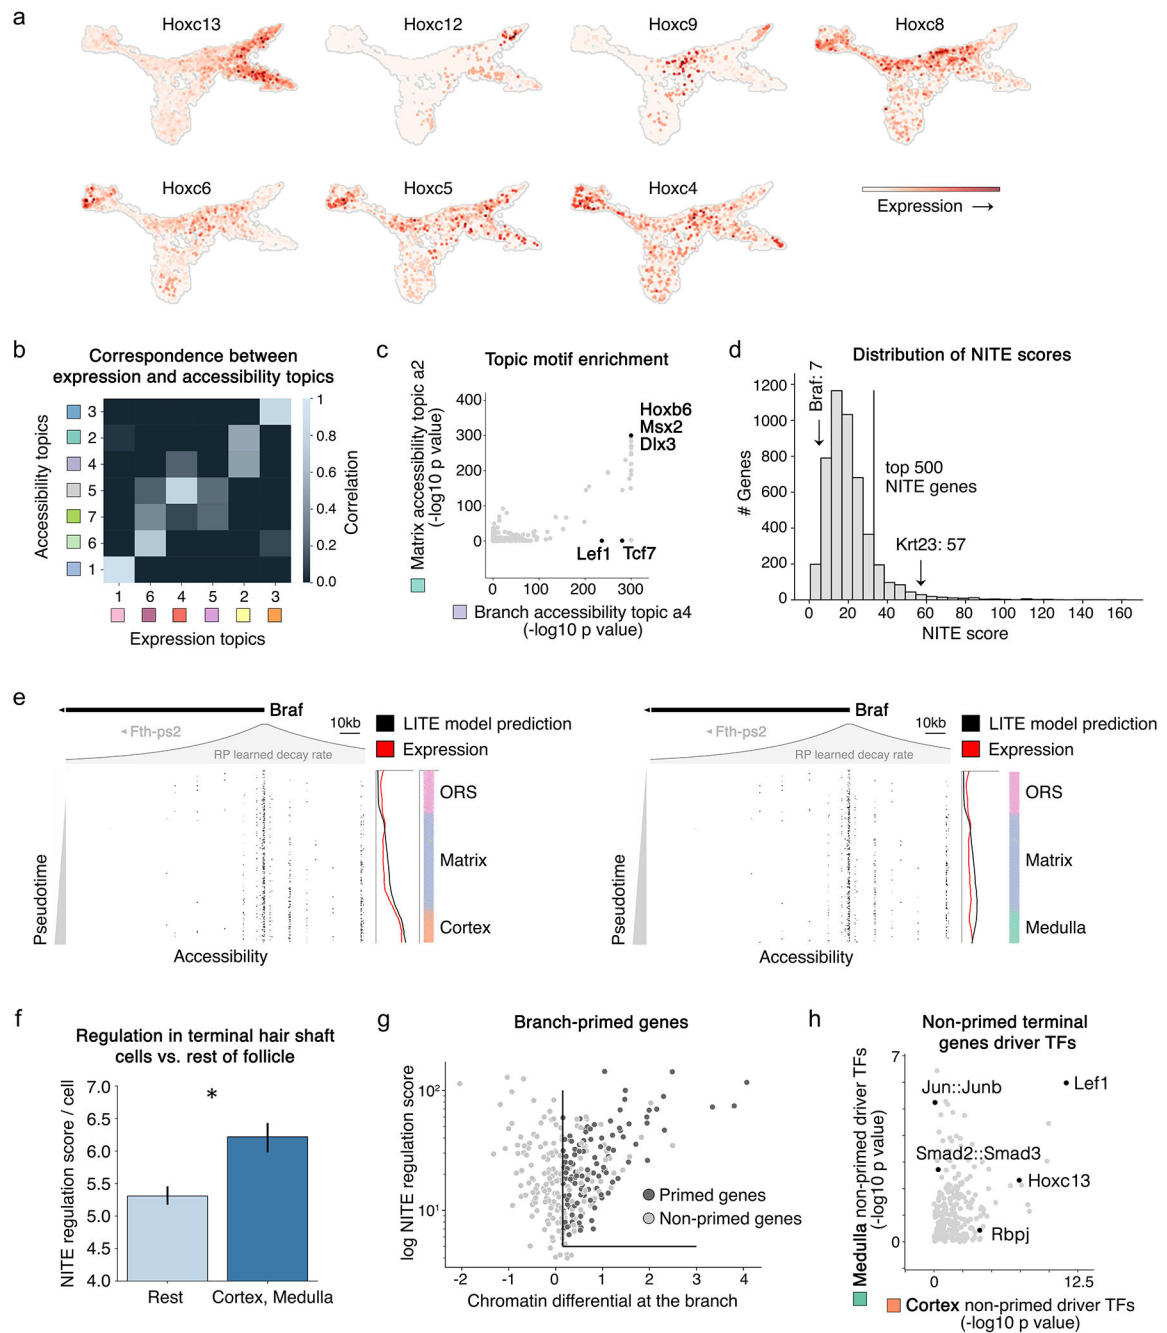 a
Hoxc13
Hoxc12
Hoxc9
Hoxc8
Hoxc6
Hoxc5
Hoxc4
Expression →
b
Correspondence between
expression and accessibility topics
Accessibility topics
3
2
4
5
7
6
1
1 6 4 5 2 3
Expression topics
1
0.8
0.6
0.4
0.2
0.0
Correlation
c
Topic motif enrichment
Matrix accessibility topic a2
(-log10 p value)
400
300
200
100
0
Hoxb6
Msx2
Dlx3
Lef1 Tcf7
0 100 200 300
Branch accessibility topic a4
(-log10 p value)
d
Distribution of NITE scores
# Genes
1200
1000
800
600
400
200
0
Braf: 7
top 500
NITE genes
Krt23: 57
0 20 40 60 80 100 120 140 160
NITE score
e
Braf
Fth-ps2
10kb
RP learned decay rate
LITE model prediction
Expression
Pseudotime
ORS
Matrix
Cortex
Accessibility
Braf
Fth-ps2
10kb
RP learned decay rate
LITE model prediction
Expression
Pseudotime
ORS
Matrix
Medulla
Accessibility
f
Regulation in terminal hair shaft
cells vs. rest of follicle
NITE regulation score / cell
7.0
6.5
6.0
5.5
5.0
4.5
4.0
*
Rest Cortex, Medulla
g
Branch-primed genes
log NITE regulation score
10²
10¹
Primed genes
Non-primed genes
-2 -1 0 1 2 3 4
Chromatin differential at the branch
h
Non-primed terminal
genes driver TFs
Medulla non-primed driver TFs
(-log10 p value)
7
0
Jun::Junb
Lef1
Smad2::Smad3
Hoxc13
Rbpj
0 12.5
Cortex non-primed driver TFs
(-log10 p value)